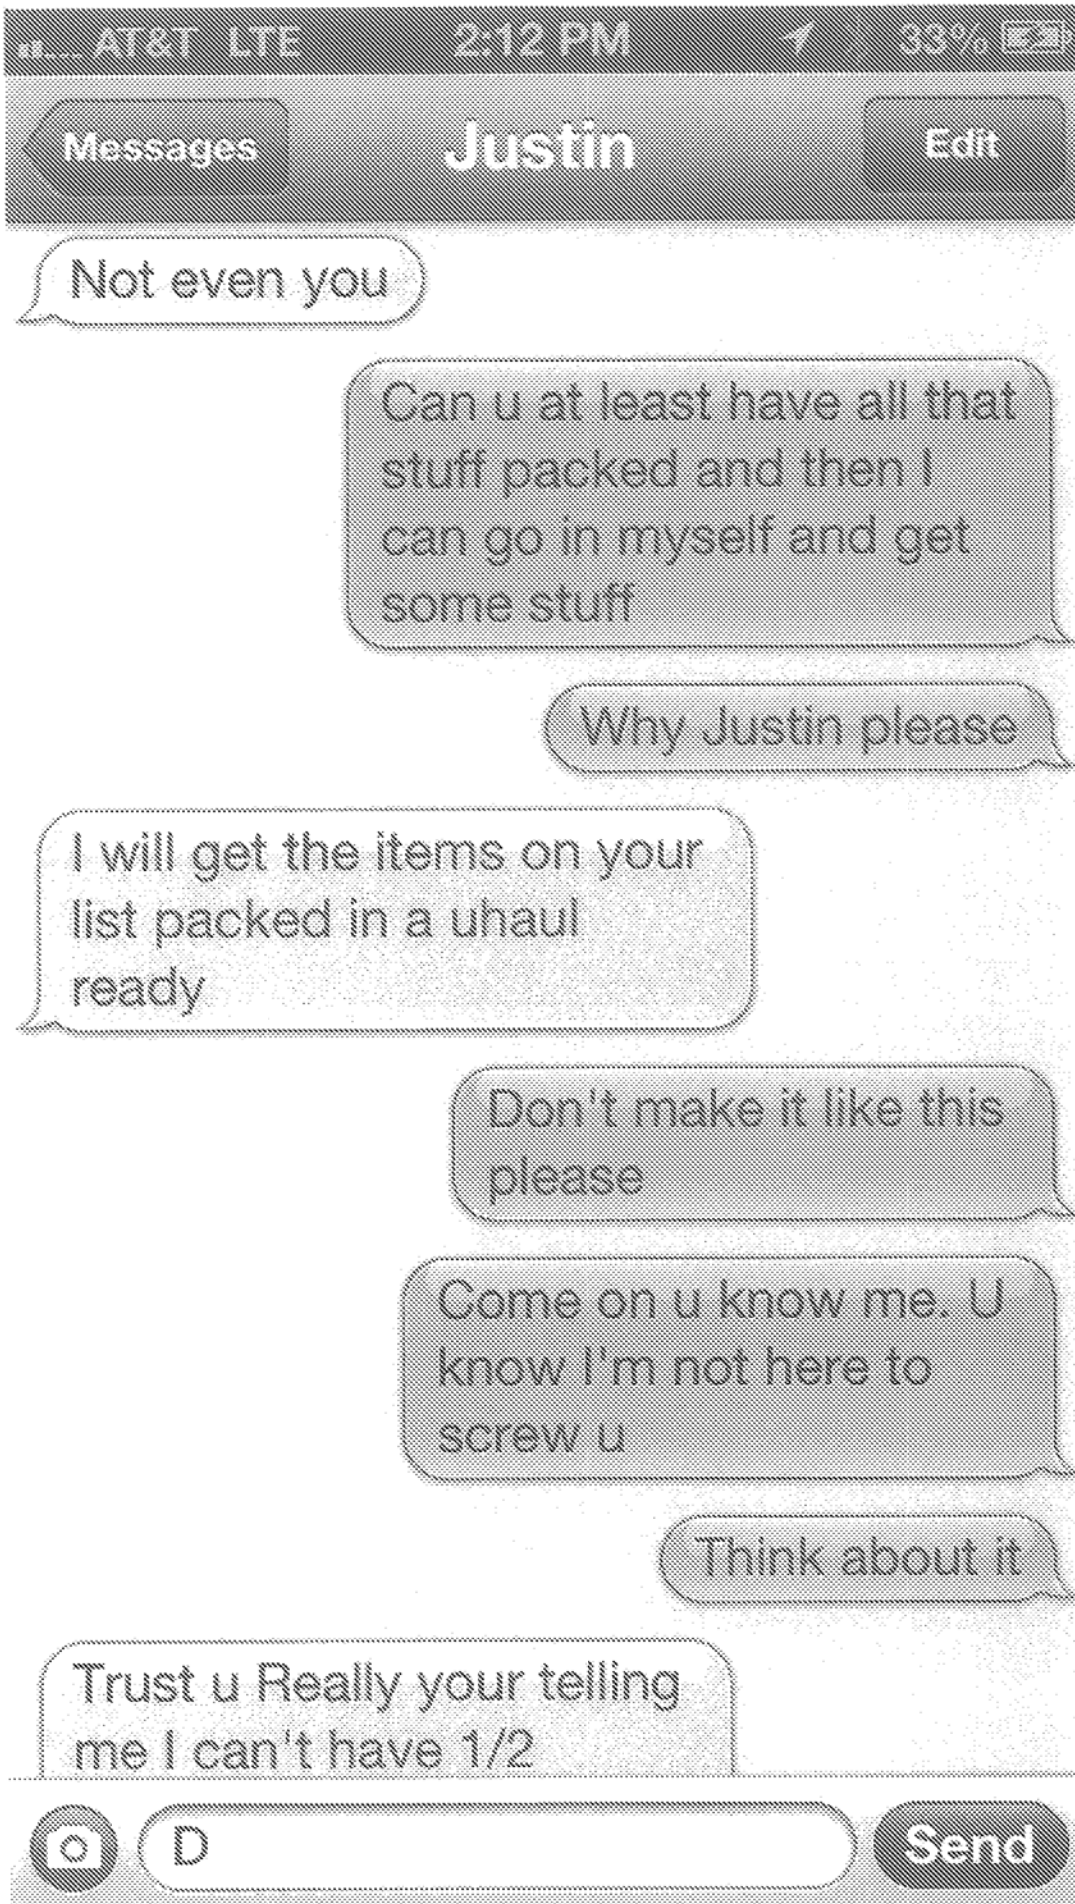 AT&T LTE 2:12 PM 33%
Messages Justin Edit
Not even you
Can u at least have all that
stuff packed and then I
can go in myself and get
some stuff
Why Justin please
I will get the items on your
list packed in a uhaul
ready
Don't make it like this
please
Come on u know me. U
know I'm not here to
screw u
Think about it
Trust u Really your telling
me I can't have 1/2
D Send